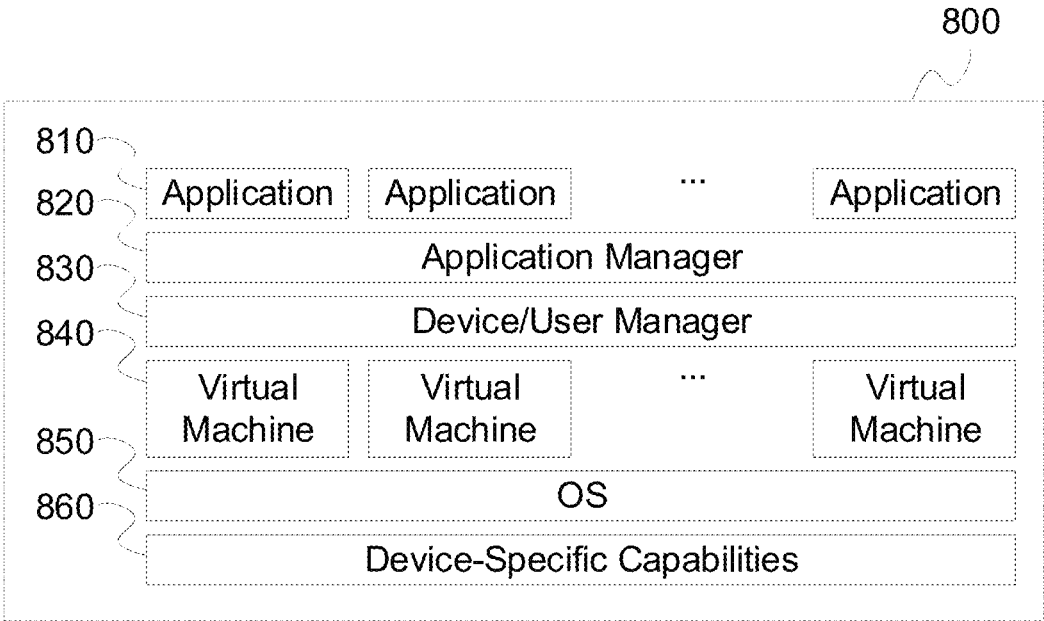 800
810
Application Application ... Application
820
Application Manager
830
Device/User Manager
840
Virtual Machine Virtual Machine ... Virtual Machine
850
OS
860
Device-Specific Capabilities